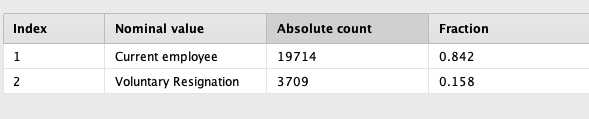 Index Nominal value Absolute count Fraction
1 Current employee 19714 0.842
2 Voluntary Resignation 3709 0.158